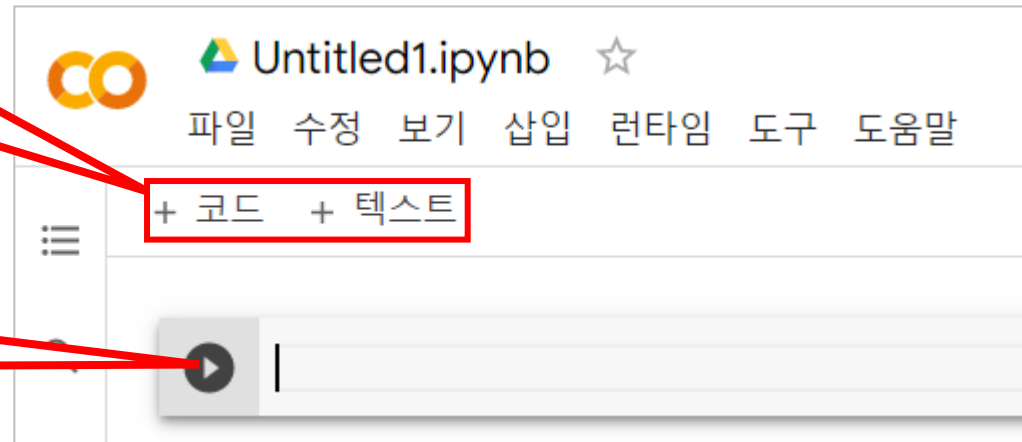 Untitled1.ipynb
파일 수정 보기 삽입 런타임 도구 도움말
+ 코드 + 텍스트